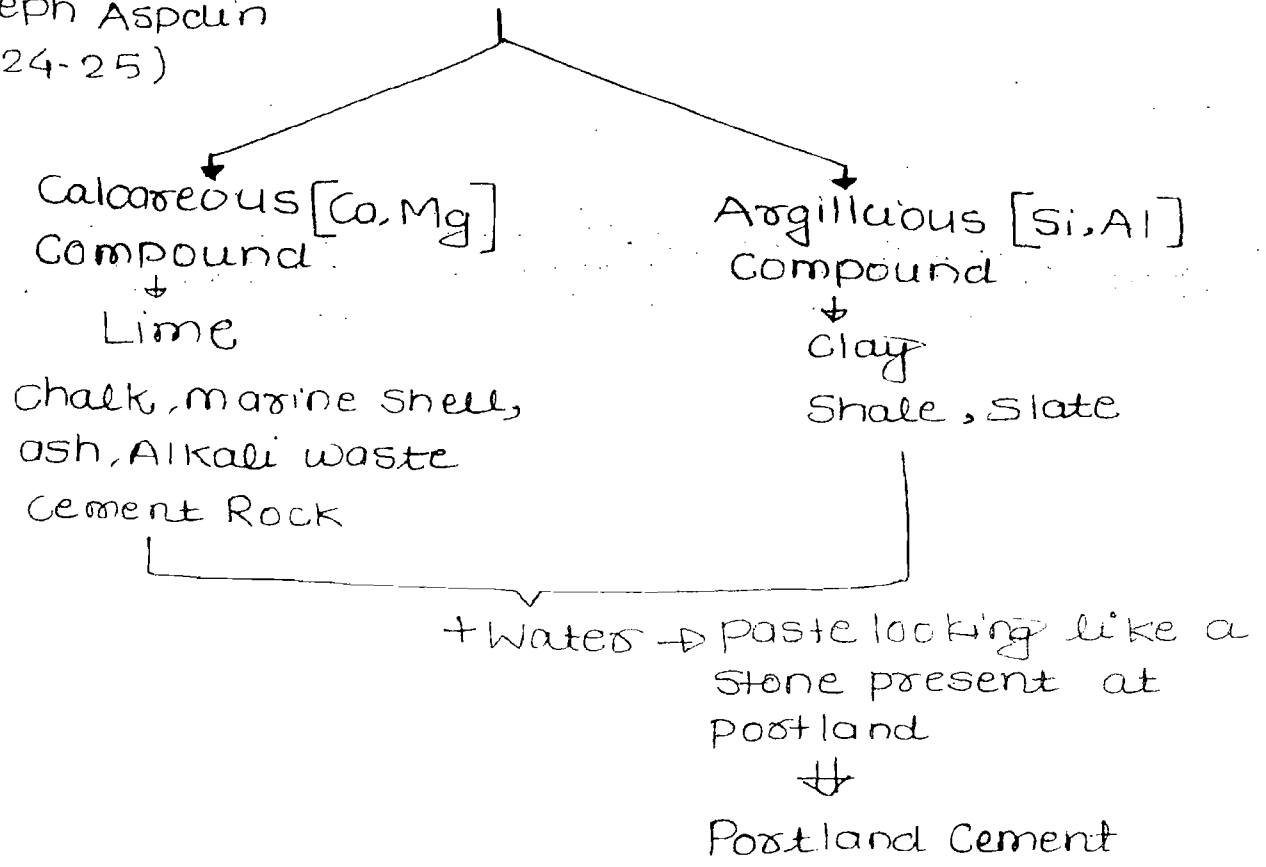 eph Aspdin
24-25)
Calcareous [Ca, Mg]
Compound.
Lime
Chalk, marine shell,
ash, Alkali waste
Cement Rock
Argillcious [Si, Al]
Compound
Clay
Shale, Slate
+ Water → paste looking like a
stone present at
portland
⇓
Portland Cement